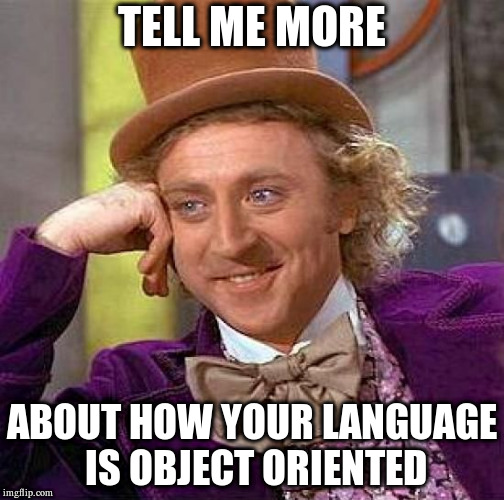 TELL ME MORE
ABOUT HOW YOUR LANGUAGE
IS OBJECT ORIENTED
imgflip.com